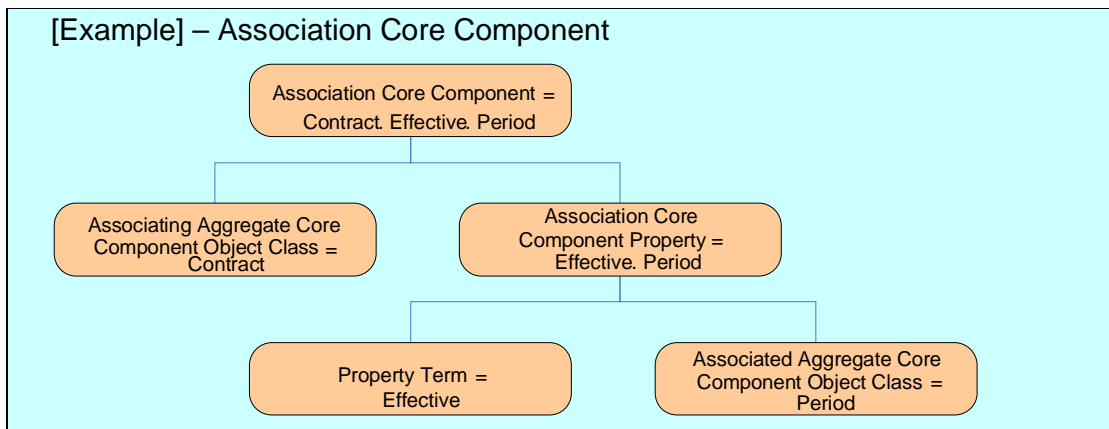 [Example] – Association Core Component
Association Core Component =
Contract. Effective. Period
Associating Aggregate Core
Component Object Class =
Contract
Association Core
Component Property =
Effective. Period
Property Term =
Effective
Associated Aggregate Core
Component Object Class =
Period